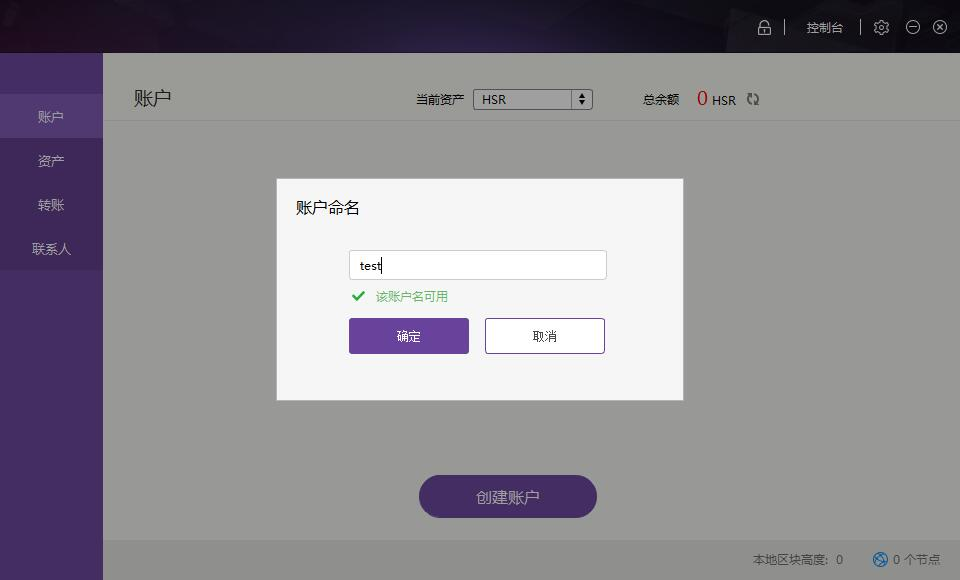 控制台
账户
资产
转账
联系人
账户
当前资产 HSR 总余额 0 HSR
账户命名
test
该账户名可用
确定 取消
创建账户
本地区块高度: 0 0 个节点